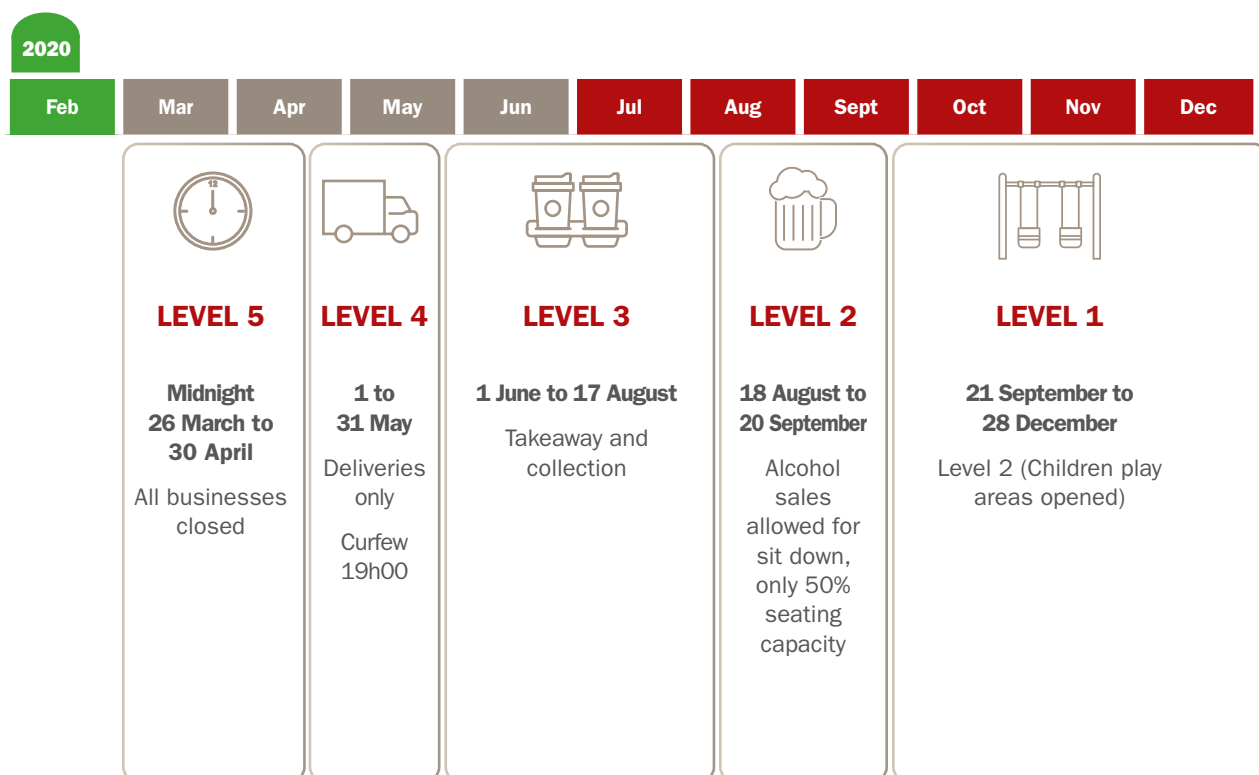 2020
Feb
Mar
Apr
May
Jun
Jul
Aug
Sept
Oct
Nov
Dec
12
LEVEL 5
Midnight
26 March to
30 April
All businesses
closed
LEVEL 4
1 to
31 May
Deliveries
only
Curfew
19h00
LEVEL 3
1 June to 17 August
Takeaway and
collection
LEVEL 2
18 August to
20 September
Alcohol
sales
allowed for
sit down,
only 50%
seating
capacity
LEVEL 1
21 September to
28 December
Level 2 (Children play
areas opened)